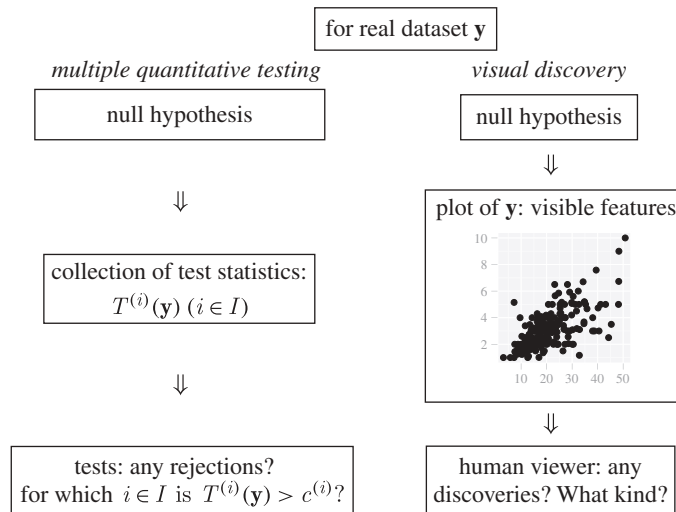 for real dataset y
multiple quantitative testing
visual discovery
null hypothesis
null hypothesis
⇓
⇓
plot of y: visible features
collection of test statistics:
T⁽ⁱ⁾(y) (i ∈ I)
10
8
6
4
2
10 20 30 40 50
⇓
⇓
tests: any rejections?
for which i ∈ I is T⁽ⁱ⁾(y) > c⁽ⁱ⁾?
human viewer: any
discoveries? What kind?